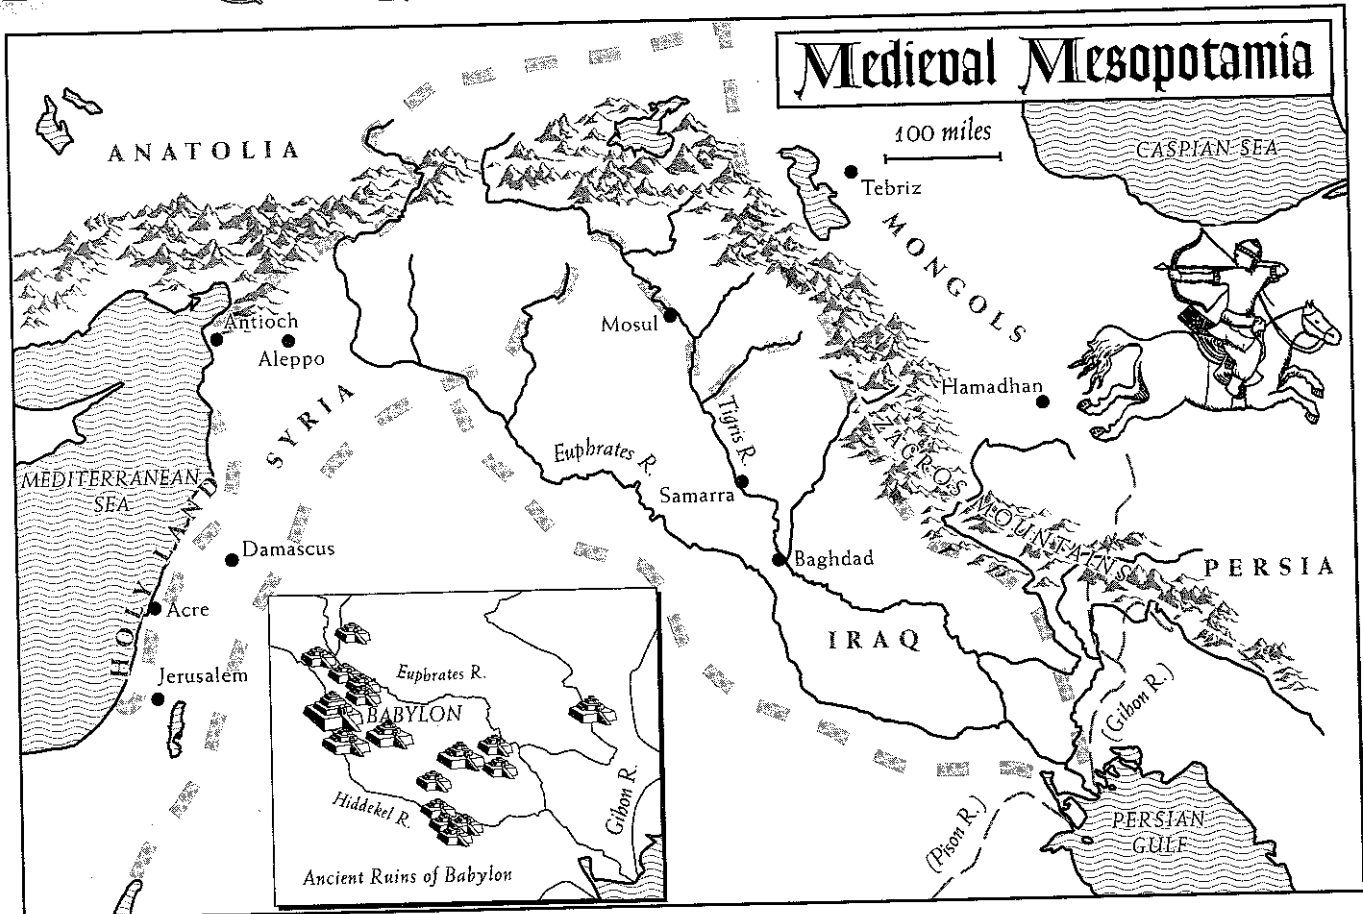 Medieval Mesopotamia
100 miles
CASPIAN SEA
ANATOLIA
Tebriz
MONGOLS
Antioch
Aleppo
Mosul
Hamadhan
SYRIA
Tigris R.
Euphrates R.
ZAGROS MOUNTAINS
MEDITERRANEAN
SEA
Samarra
HOLY LAND
Damascus
Baghdad
PERSIA
Acre
IRAQ
Jerusalem
(Gihon R.)
(Pison R.)
PERSIAN
GULF
Euphrates R.
BABYLON
Hiddekel R.
Gihon R.
Ancient Ruins of Babylon